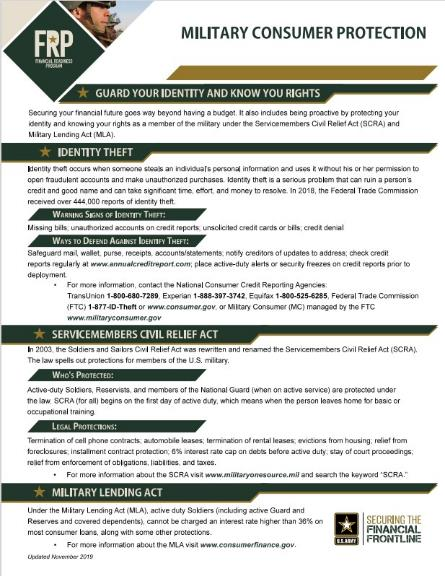 FRP
FINANCIAL READINESS
PROGRAM
MILITARY CONSUMER PROTECTION
GUARD YOUR IDENTITY AND KNOW YOU RIGHTS
Securing your financial future goes way beyond having a budget. It also includes being proactive by protecting your
identity and knowing your rights as a member of the military under the Servicemembers Civil Relief Act (SCRA) and
Military Lending Act (MLA).
IDENTITY THEFT
Identity theft occurs when someone steals an individual's personal information and uses it without his or her permission to
open fraudulent accounts and make unauthorized purchases. Identity theft is a serious problem that can ruin a person's
credit and good name and can take significant time, effort, and money to resolve. In 2018, the Federal Trade Commission
received over 444,000 reports of identity theft.
WARNING SIGNS OF IDENTITY THEFT:
Missing bills; unauthorized accounts on credit reports; unsolicited credit cards or bills; credit denial
WAYS TO DEFEND AGAINST IDENTITY THEFT:
Safeguard mail, wallet, purse, receipts, accounts/statements; notify creditors of updates to address; check credit
reports regularly at www.annualcreditreport.com; place active-duty alerts or security freezes on credit reports prior to
deployment.
• For more information, contact the National Consumer Credit Reporting Agencies:
TransUnion 1-800-680-7289, Experian 1-888-397-3742, Equifax 1-800-525-6285, Federal Trade Commission
(FTC) 1-877-ID-Theft or www.consumer.gov, or Military Consumer (MC) managed by the FTC
www.militaryconsumer.gov
SERVICEMEMBERS CIVIL RELIEF ACT
In 2003, the Soldiers and Sailors Civil Relief Act was rewritten and renamed the Servicemembers Civil Relief Act (SCRA).
The law spells out protections for members of the U.S. military.
WHO'S PROTECTED:
Active-duty Soldiers, Reservists, and members of the National Guard (when on active service) are protected under
the law. SCRA (for all) begins on the first day of active duty, which means when the person leaves home for basic or
occupational training.
LEGAL PROTECTIONS:
Termination of cell phone contracts; automobile leases; termination of rental leases; evictions from housing; relief from
foreclosures; installment contract protection; 6% interest rate cap on debts before active duty; stay of court proceedings;
relief from enforcement of obligations, liabilities, and taxes.
• For more information about the SCRA visit www.militaryonesource.mil and search the keyword “SCRA.”
MILITARY LENDING ACT
Under the Military Lending Act (MLA), active duty Soldiers (including active Guard and
Reserves and covered dependents), cannot be charged an interest rate higher than 36% on
most consumer loans, along with some other protections.
• For more information about the MLA visit www.consumerfinance.gov.
Updated November 2019
U.S. ARMY
SECURING THE
FINANCIAL
FRONTLINE